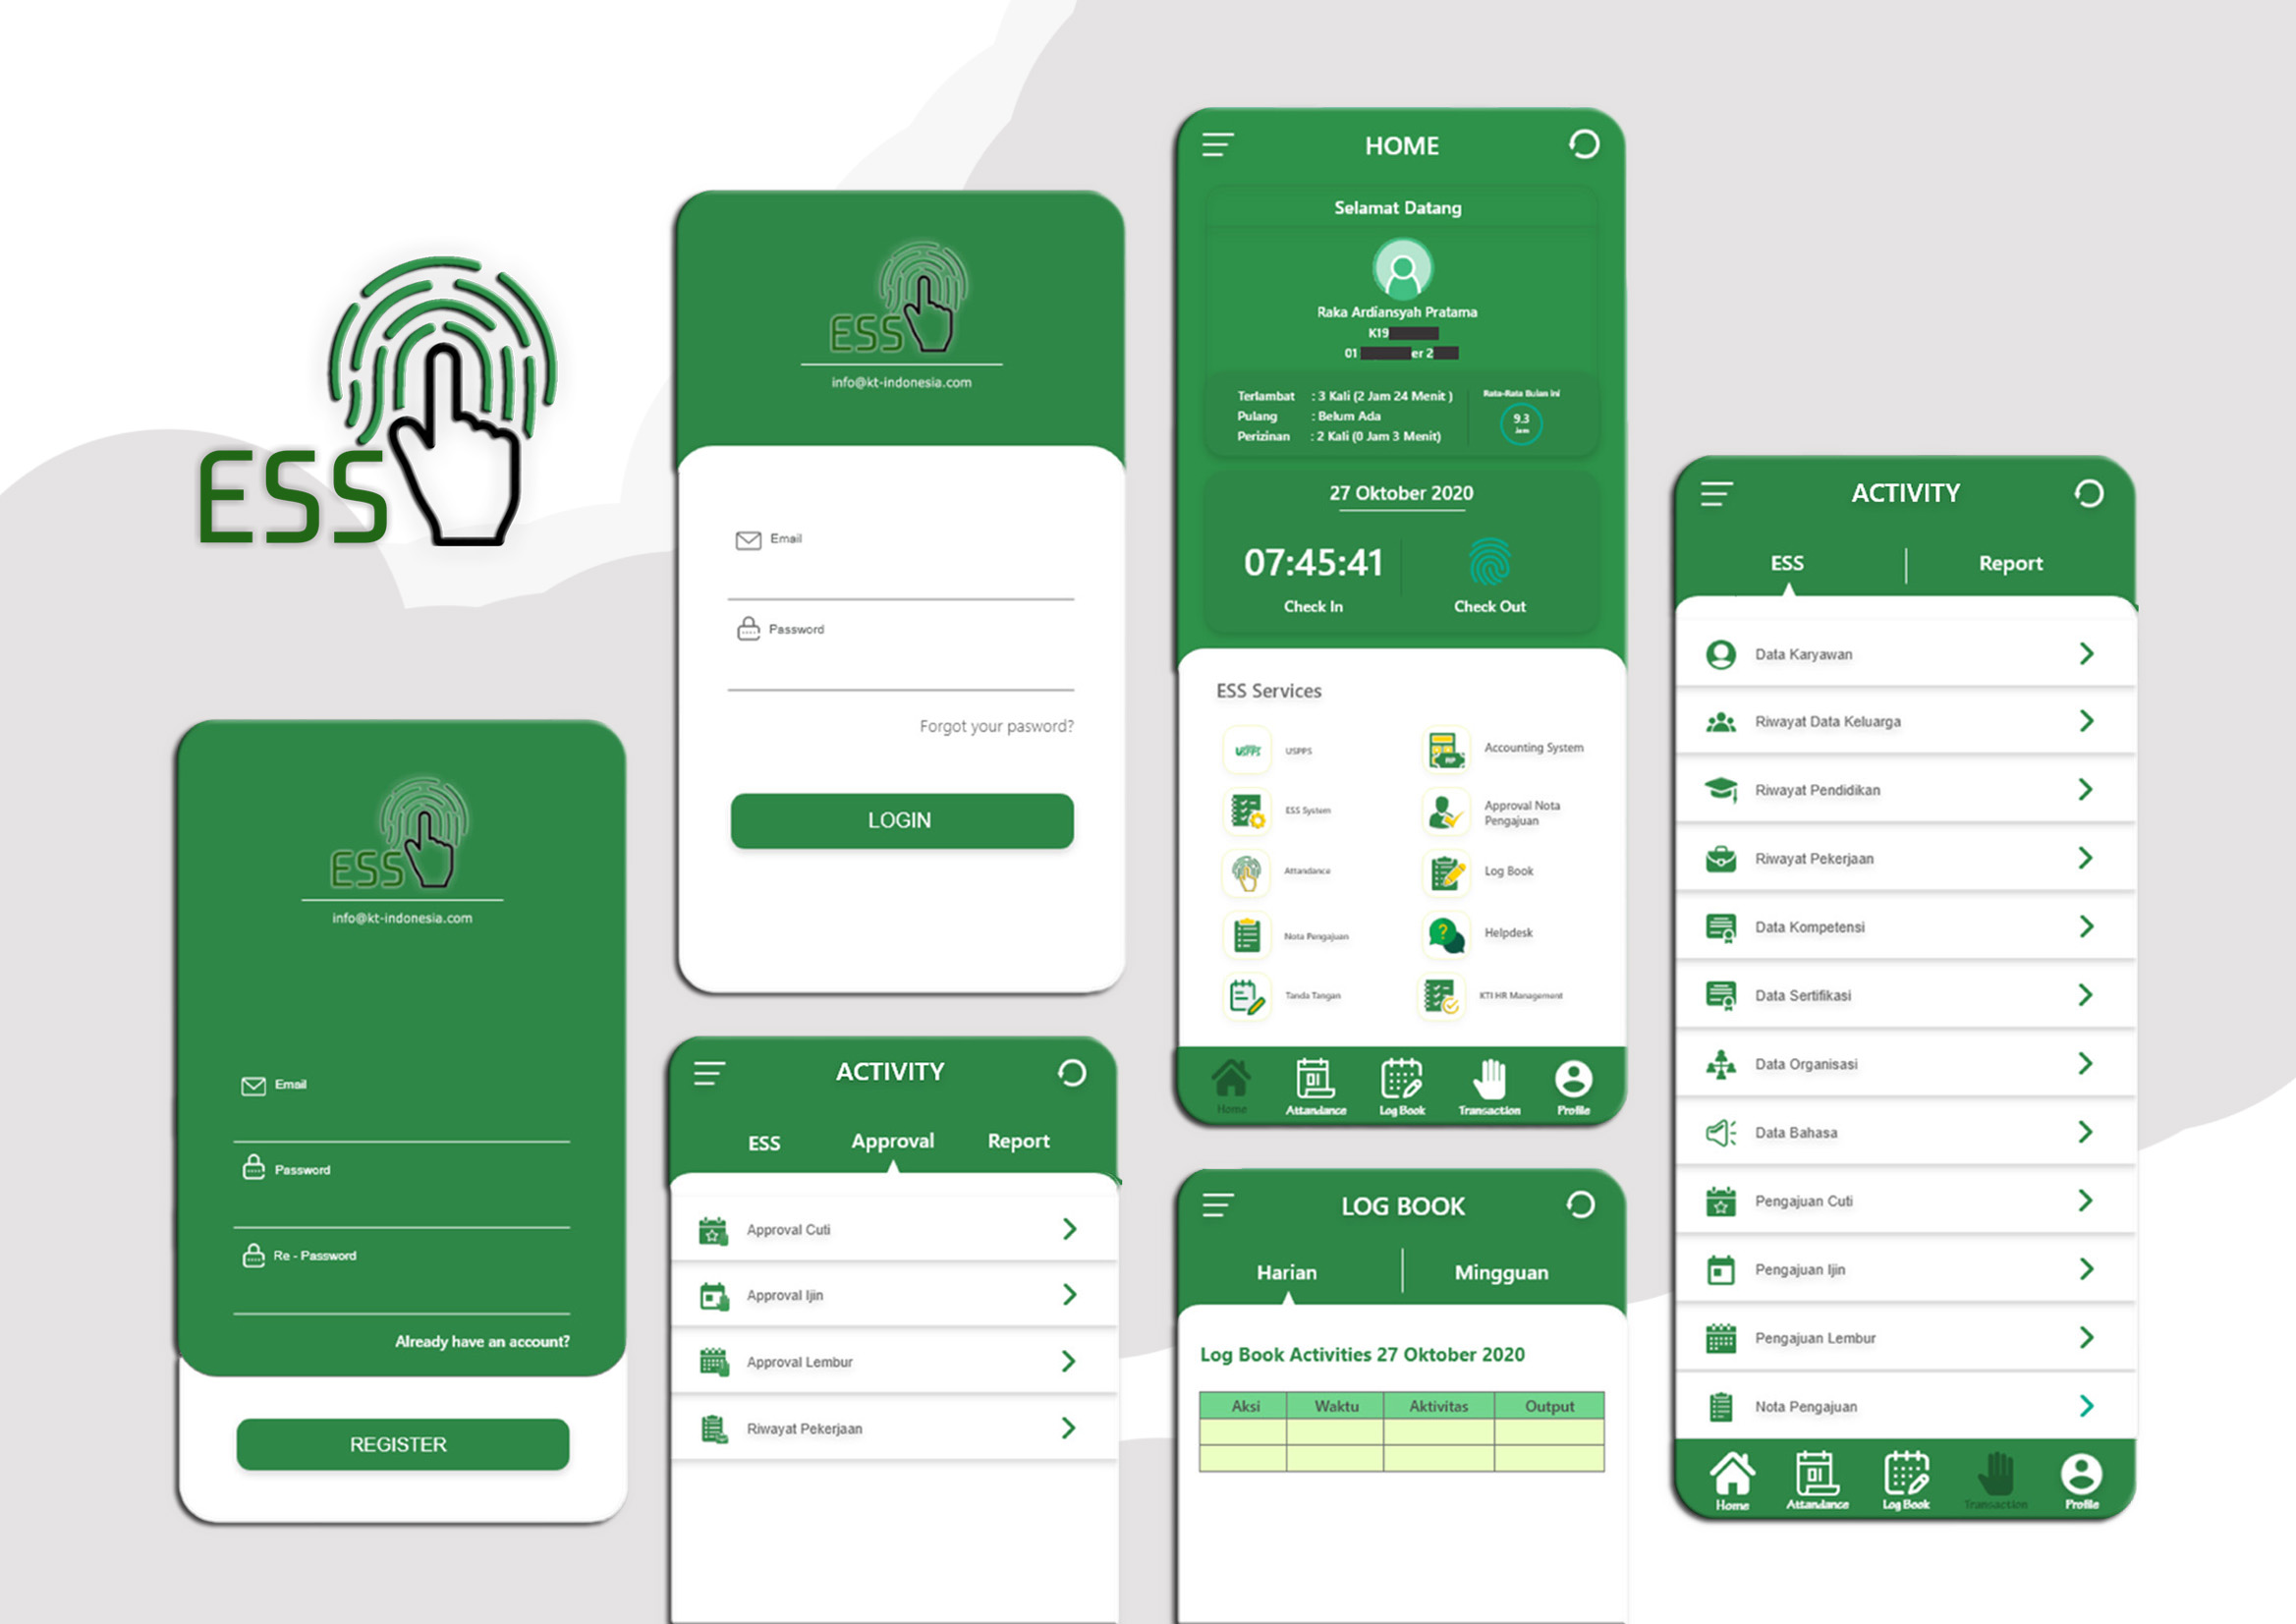 ESS
ESS
info@kt-indonesia.com
Email
Password
Re - Password
Already have an account?
REGISTER
ESS
info@kt-indonesia.com
Email
Password
Forgot your pasword?
LOGIN
ACTIVITY
ESS Approval Report
Approval Cuti
Approval Ijin
Approval Lembur
Riwayat Pekerjaan
HOME
Selamat Datang
Raka Ardiansyah Pratama
K19
01 er 2
Terlambat : 3 Kali (2 Jam 24 Menit )
Pulang : Belum Ada
Perizinan : 2 Kali (0 Jam 3 Menit)
Rata-Rata Bulan Ini
9.3
Jam
27 Oktober 2020
07:45:41
Check In Check Out
ESS Services
USPPS USPPS
RP Accounting System
ESS System
Approval Nota
Pengajuan
Attandance
Log Book
Nota Pengajuan
? Helpdesk
Tanda Tangan
KTI HR Management
01
Home Attandance Log Book Transaction Profile
LOG BOOK
Harian Mingguan
Log Book Activities 27 Oktober 2020
Aksi Waktu Aktivitas Output
ACTIVITY
ESS Report
Data Karyawan
Riwayat Data Keluarga
Riwayat Pendidikan
Riwayat Pekerjaan
Data Kompetensi
Data Sertifikasi
Data Organisasi
Data Bahasa
Pengajuan Cuti
Pengajuan Ijin
Pengajuan Lembur
Nota Pengajuan
01
Home Attandance Log Book Transaction Profile